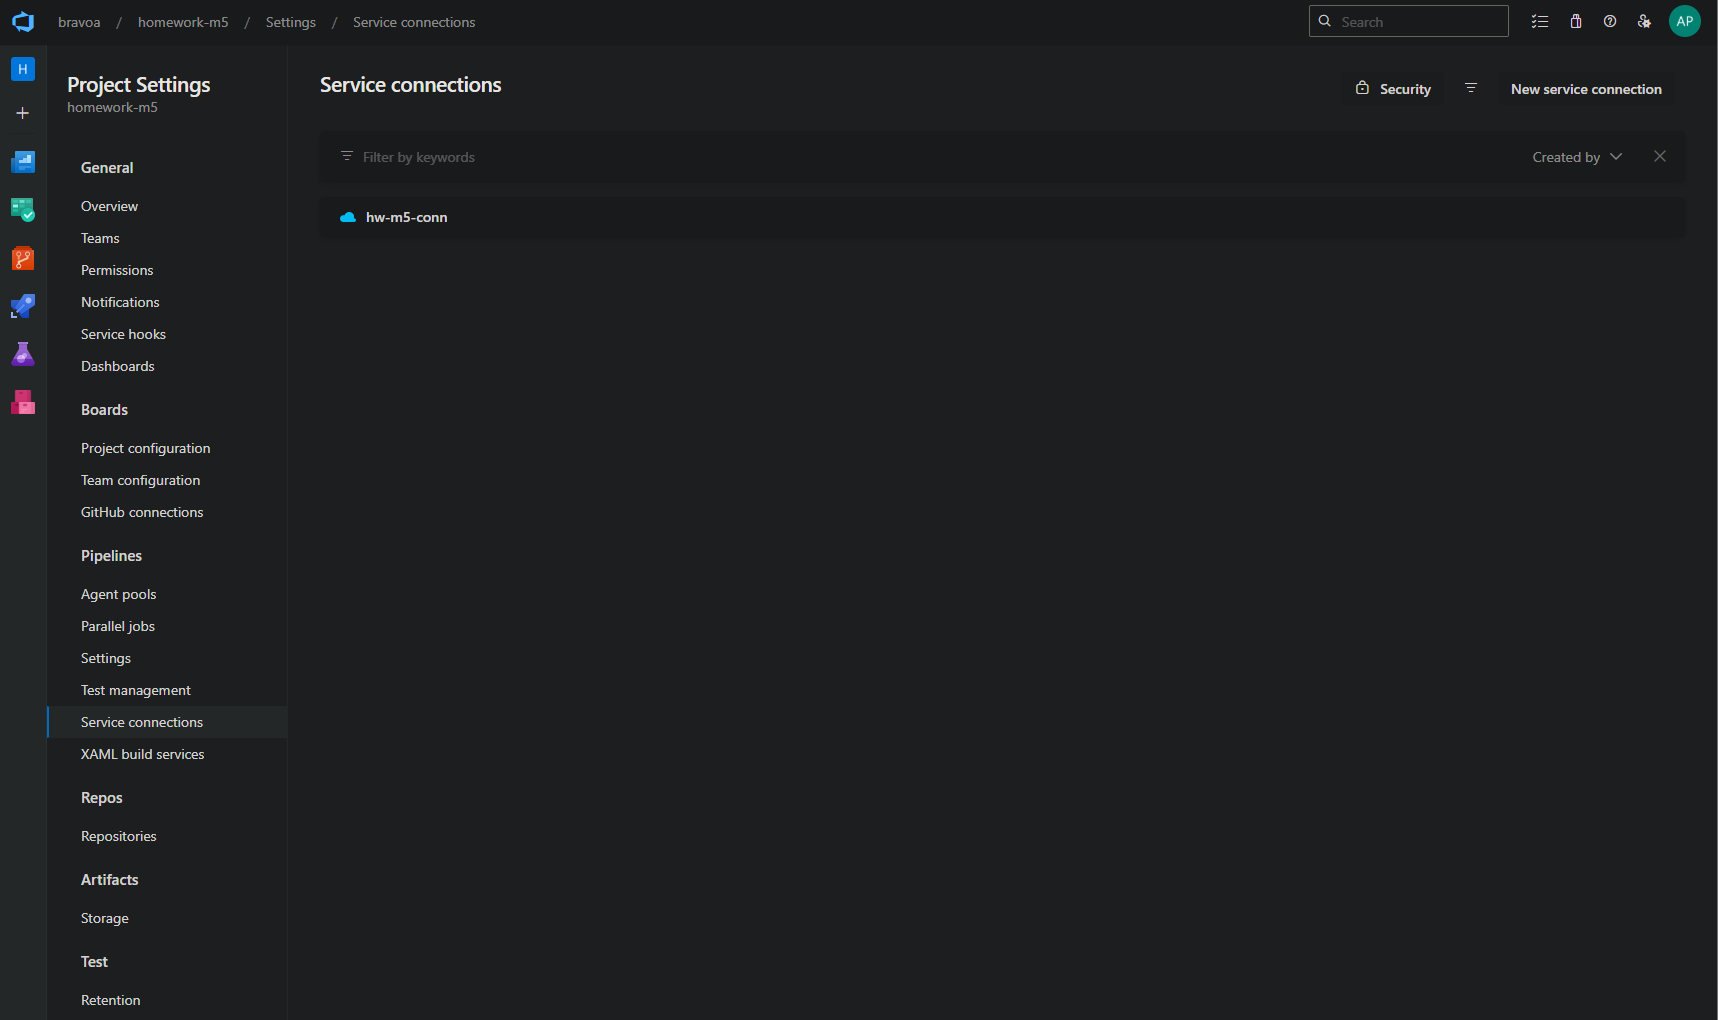 bravoa / homework-m5 / Settings / Service connections
Search
AP
H
Project Settings
homework-m5
General
Overview
Teams
Permissions
Notifications
Service hooks
Dashboards
Boards
Project configuration
Team configuration
GitHub connections
Pipelines
Agent pools
Parallel jobs
Settings
Test management
Service connections
XAML build services
Repos
Repositories
Artifacts
Storage
Test
Retention
Service connections
Security
New service connection
Filter by keywords
Created by
hw-m5-conn